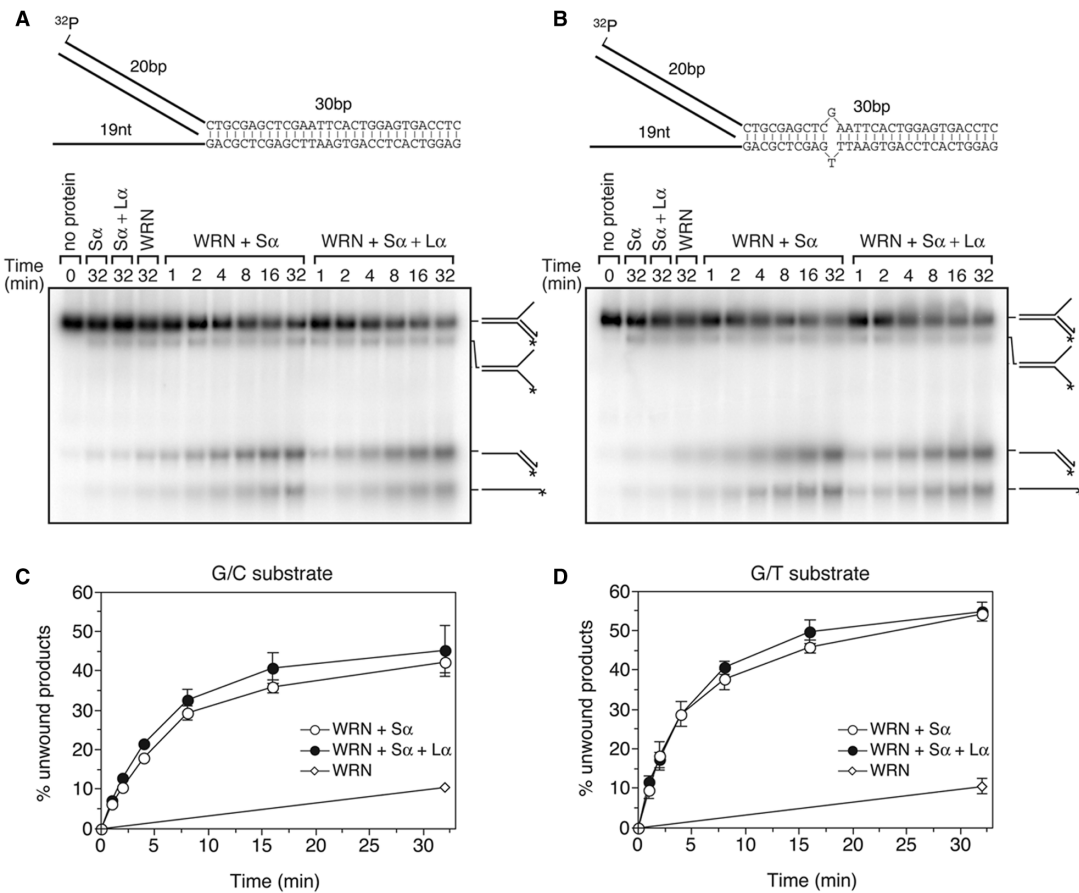 A
³²P
20bp
30bp
19nt
CTGCGAGCTCGAATTCACTGGAGTGACCTC
GACGCTCGAGCTTAAGTGACCTCACTGGAG
no protein
Sα
Sα + Lα
WRN
WRN + Sα
WRN + Sα + Lα
Time (min) 0 32 32 32 1 2 4 8 16 32 1 2 4 8 16 32
*
*
*
*
B
³²P
20bp
30bp
19nt
G
CTGCGAGCTC AATTCACTGGAGTGACCTC
GACGCTCGAG TTAAGTGACCTCACTGGAG
T
no protein
Sα
Sα + Lα
WRN
WRN + Sα
WRN + Sα + Lα
Time (min) 0 32 32 32 1 2 4 8 16 32 1 2 4 8 16 32
*
*
*
*
C
G/C substrate
% unwound products
60
50
40
30
20
10
0
WRN + Sα
WRN + Sα + Lα
WRN
0 5 10 15 20 25 30
Time (min)
D
G/T substrate
% unwound products
60
50
40
30
20
10
0
WRN + Sα
WRN + Sα + Lα
WRN
0 5 10 15 20 25 30
Time (min)